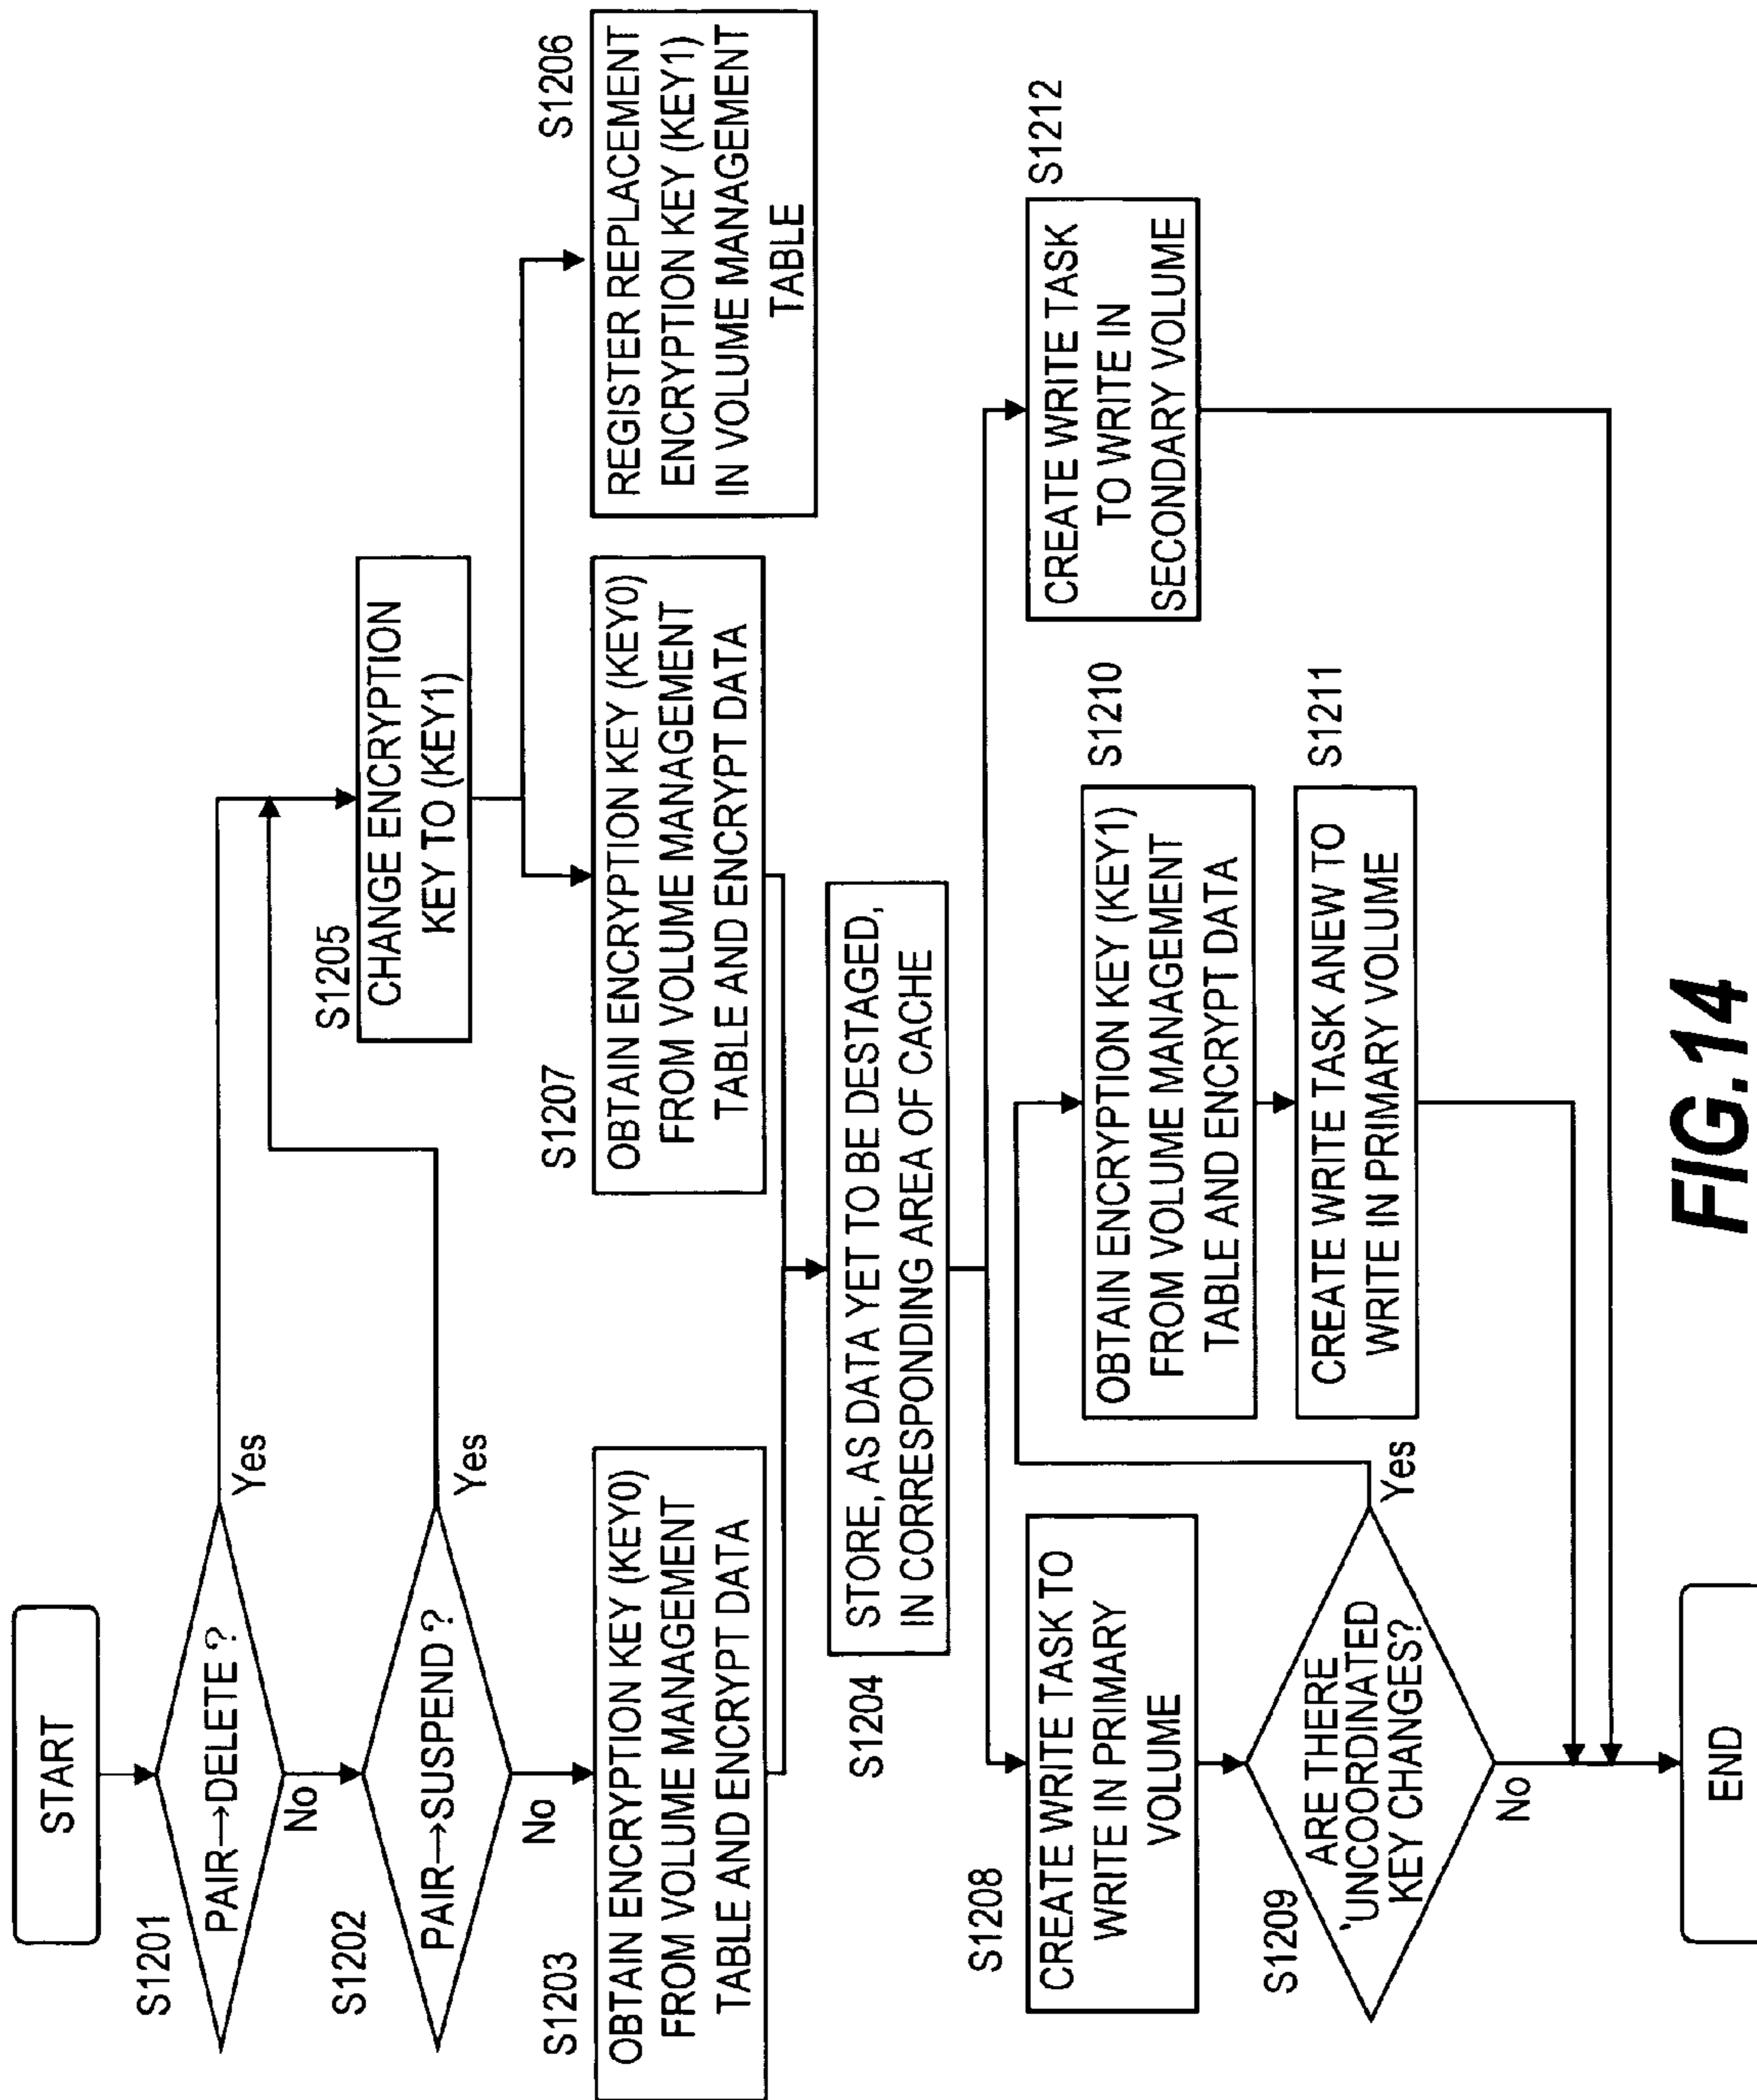 START
S1201
PAIR→DELETE ?
Yes
No
S1202
PAIR→SUSPEND ?
Yes
No
S1203
OBTAIN ENCRYPTION KEY (KEY0)
FROM VOLUME MANAGEMENT
TABLE AND ENCRYPT DATA
S1205
CHANGE ENCRYPTION
KEY TO (KEY1)
S1207
OBTAIN ENCRYPTION KEY (KEY0)
FROM VOLUME MANAGEMENT
TABLE AND ENCRYPT DATA
S1206
REGISTER REPLACEMENT
ENCRYPTION KEY (KEY1)
IN VOLUME MANAGEMENT
TABLE
S1204
STORE, AS DATA YET TO BE DESTAGED,
IN CORRESPONDING AREA OF CACHE
S1208
CREATE WRITE TASK TO
WRITE IN PRIMARY
VOLUME
S1209
ARE THERE
'UNCOORDINATED
KEY CHANGES?
Yes
No
S1210
OBTAIN ENCRYPTION KEY (KEY1)
FROM VOLUME MANAGEMENT
TABLE AND ENCRYPT DATA
S1211
CREATE WRITE TASK ANEW TO
WRITE IN PRIMARY VOLUME
S1212
CREATE WRITE TASK
TO WRITE IN
SECONDARY VOLUME
END
FIG.14